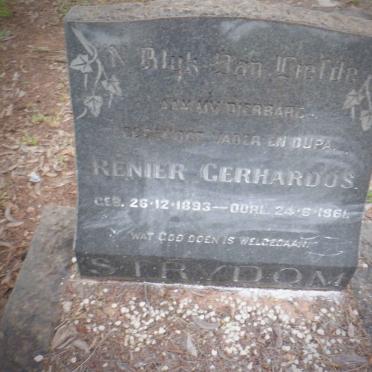 'n Blyk Van Liefde
AAN MY DIERBARE
EGGENOOT VADER EN OUPA
RENIER GERHARDUS
GEB. 26-12-1893 — OORL. 24-6-1961.
WAT GOD DOEN IS WELGEDAAN
STRYDOM